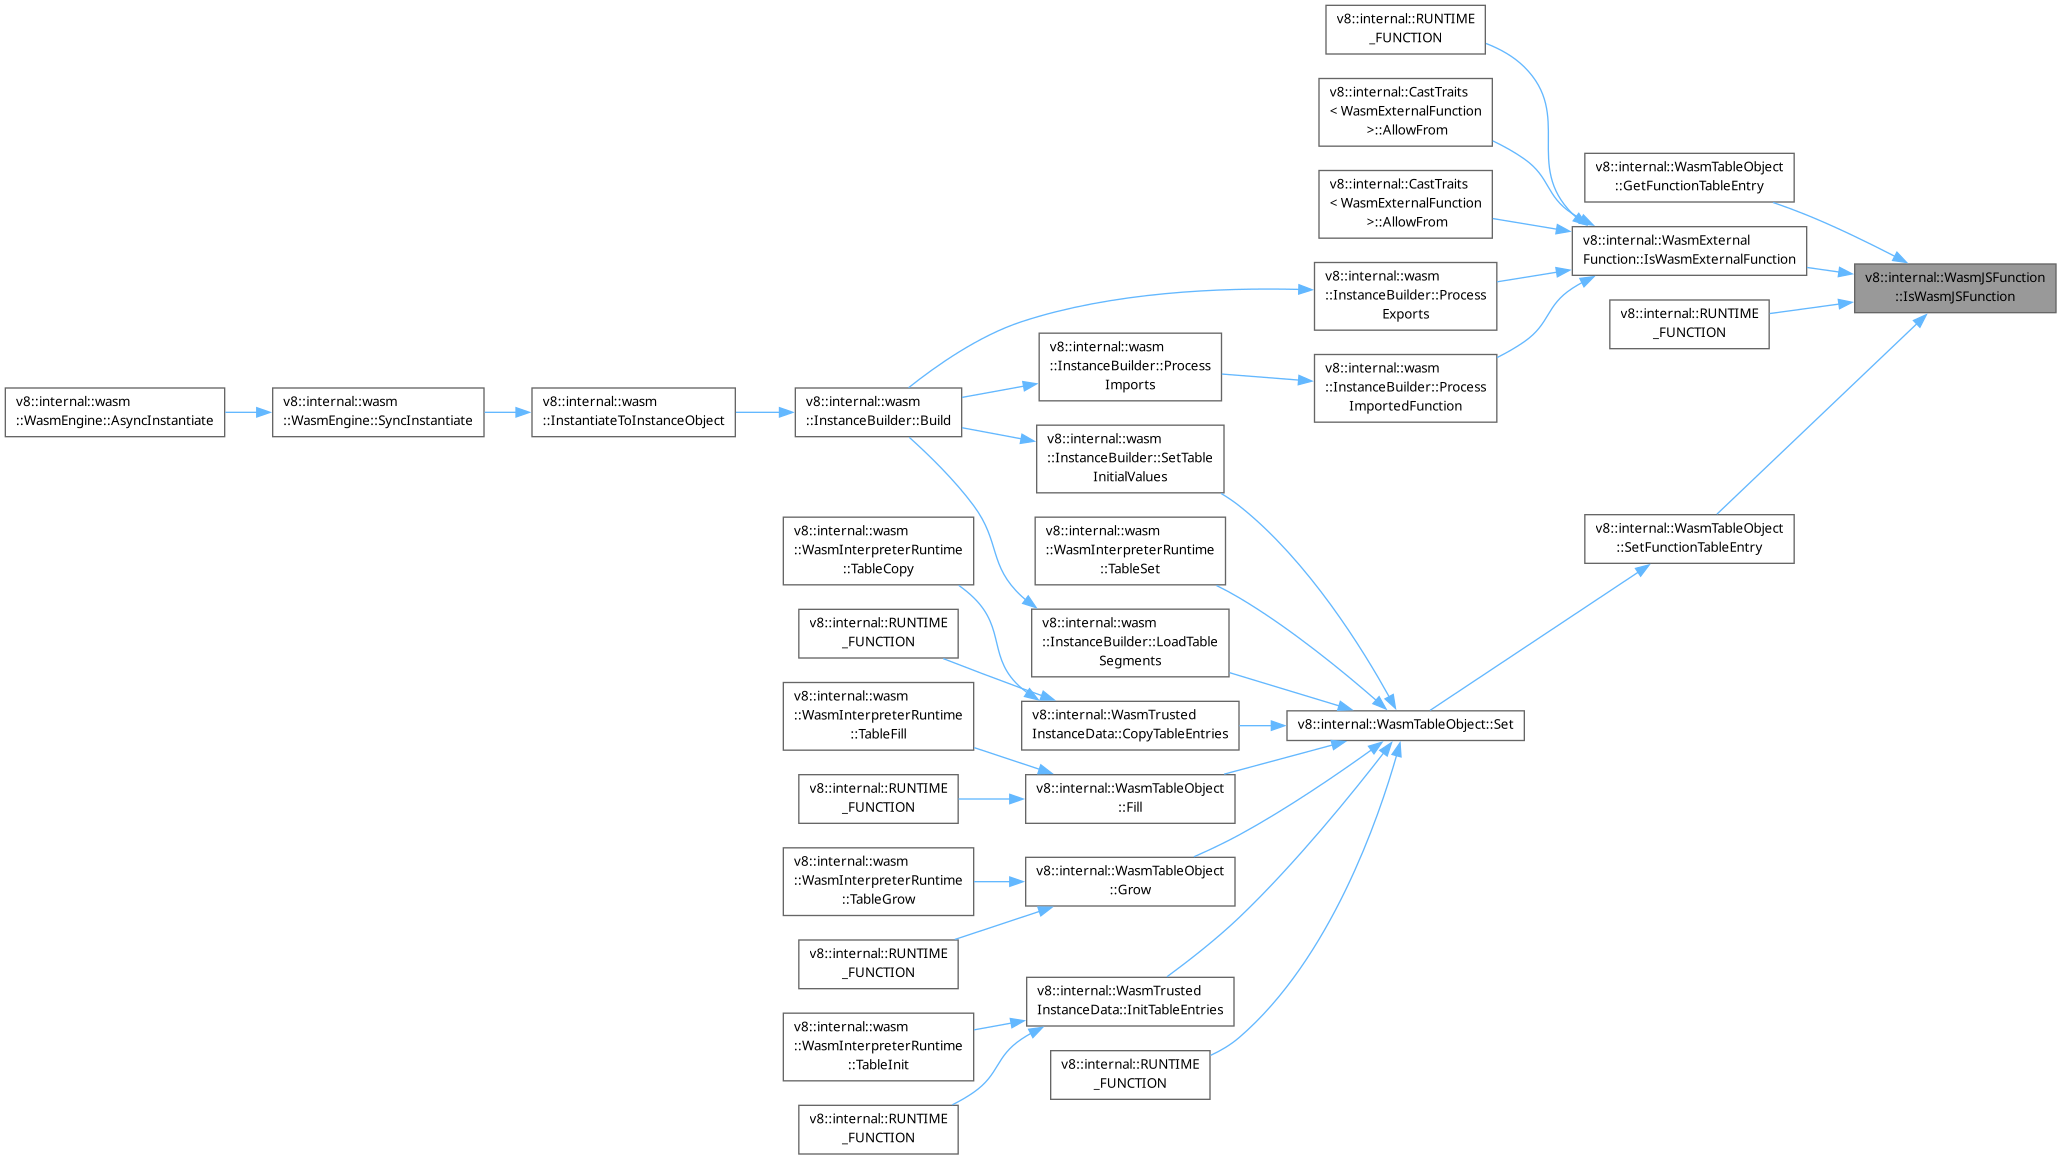 v8::internal::RUNTIME
_FUNCTION
v8::internal::CastTraits
< WasmExternalFunction
>::AllowFrom
v8::internal::WasmTableObject
::GetFunctionTableEntry
v8::internal::CastTraits
< WasmExternalFunction
>::AllowFrom
v8::internal::WasmExternal
Function::IsWasmExternalFunction
v8::internal::WasmJSFunction
::IsWasmJSFunction
v8::internal::wasm
::InstanceBuilder::Process
Exports
v8::internal::RUNTIME
_FUNCTION
v8::internal::wasm
::InstanceBuilder::Process
Imports
v8::internal::wasm
::InstanceBuilder::Process
ImportedFunction
v8::internal::wasm
::WasmEngine::AsyncInstantiate
v8::internal::wasm
::WasmEngine::SyncInstantiate
v8::internal::wasm
::InstantiateToInstanceObject
v8::internal::wasm
::InstanceBuilder::Build
v8::internal::wasm
::InstanceBuilder::SetTable
InitialValues
v8::internal::wasm
::WasmInterpreterRuntime
::TableCopy
v8::internal::wasm
::WasmInterpreterRuntime
::TableSet
v8::internal::WasmTableObject
::SetFunctionTableEntry
v8::internal::RUNTIME
_FUNCTION
v8::internal::wasm
::InstanceBuilder::LoadTable
Segments
v8::internal::wasm
::WasmInterpreterRuntime
::TableFill
v8::internal::WasmTrusted
InstanceData::CopyTableEntries
v8::internal::WasmTableObject::Set
v8::internal::RUNTIME
_FUNCTION
v8::internal::WasmTableObject
::Fill
v8::internal::wasm
::WasmInterpreterRuntime
::TableGrow
v8::internal::WasmTableObject
::Grow
v8::internal::RUNTIME
_FUNCTION
v8::internal::WasmTrusted
InstanceData::InitTableEntries
v8::internal::wasm
::WasmInterpreterRuntime
::TableInit
v8::internal::RUNTIME
_FUNCTION
v8::internal::RUNTIME
_FUNCTION